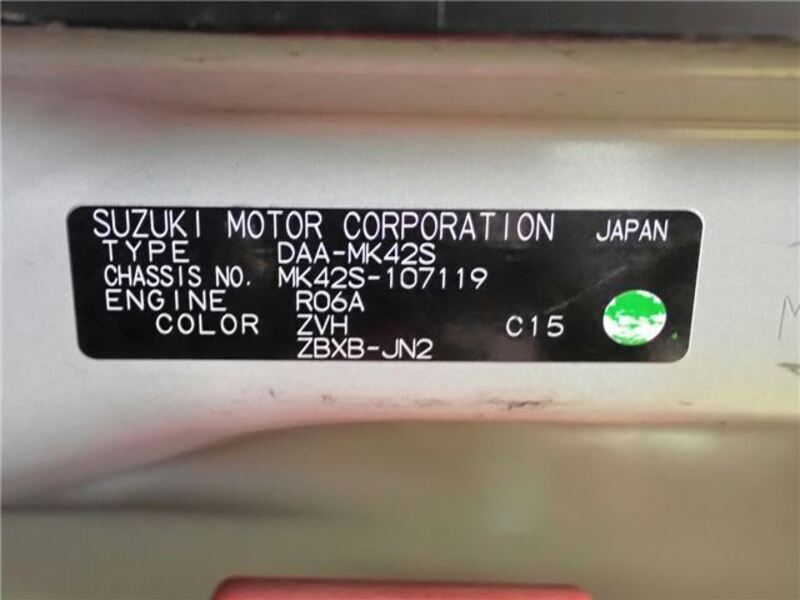 SUZUKI MOTOR CORPORATION JAPAN
TYPE DAA-MK42S
CHASSIS NO. MK42S-107119
ENGINE R06A
COLOR ZVH C15
ZBXB-JN2